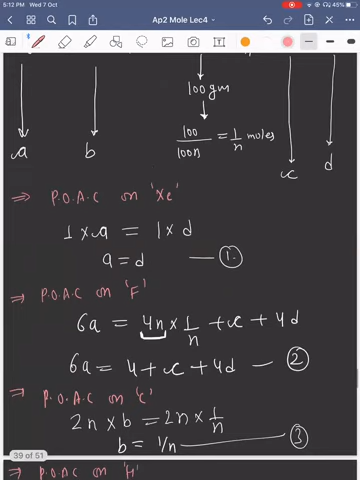 5:12 PM Wed 7 Oct
45%
Ap2 Mole Lec4
100 gm
100/100n = 1/n moles
a b x d
⇒ P.O.A.C on 'Xe'
1 × a = 1 × d
a = d — ①
⇒ P.O.A.C on 'F'
6a = 4n × 1/n + x + 4d
6a = 4 + x + 4d — ②
⇒ P.O.A.C on 'C'
2n × b = 2n × 1/n
b = 1/n — ③
39 of 51
⇒ P.O.A.C on 'H'